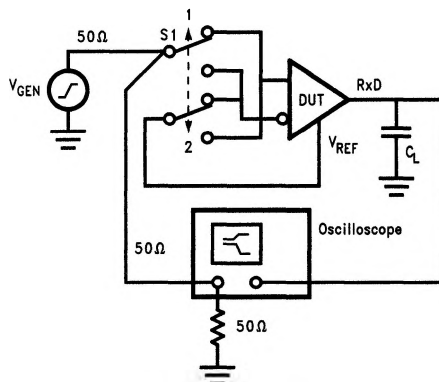 1
50Ω
S1
RxD
V_GEN
DUT
2
V_REF
C_L
50Ω
Oscilloscope
50Ω